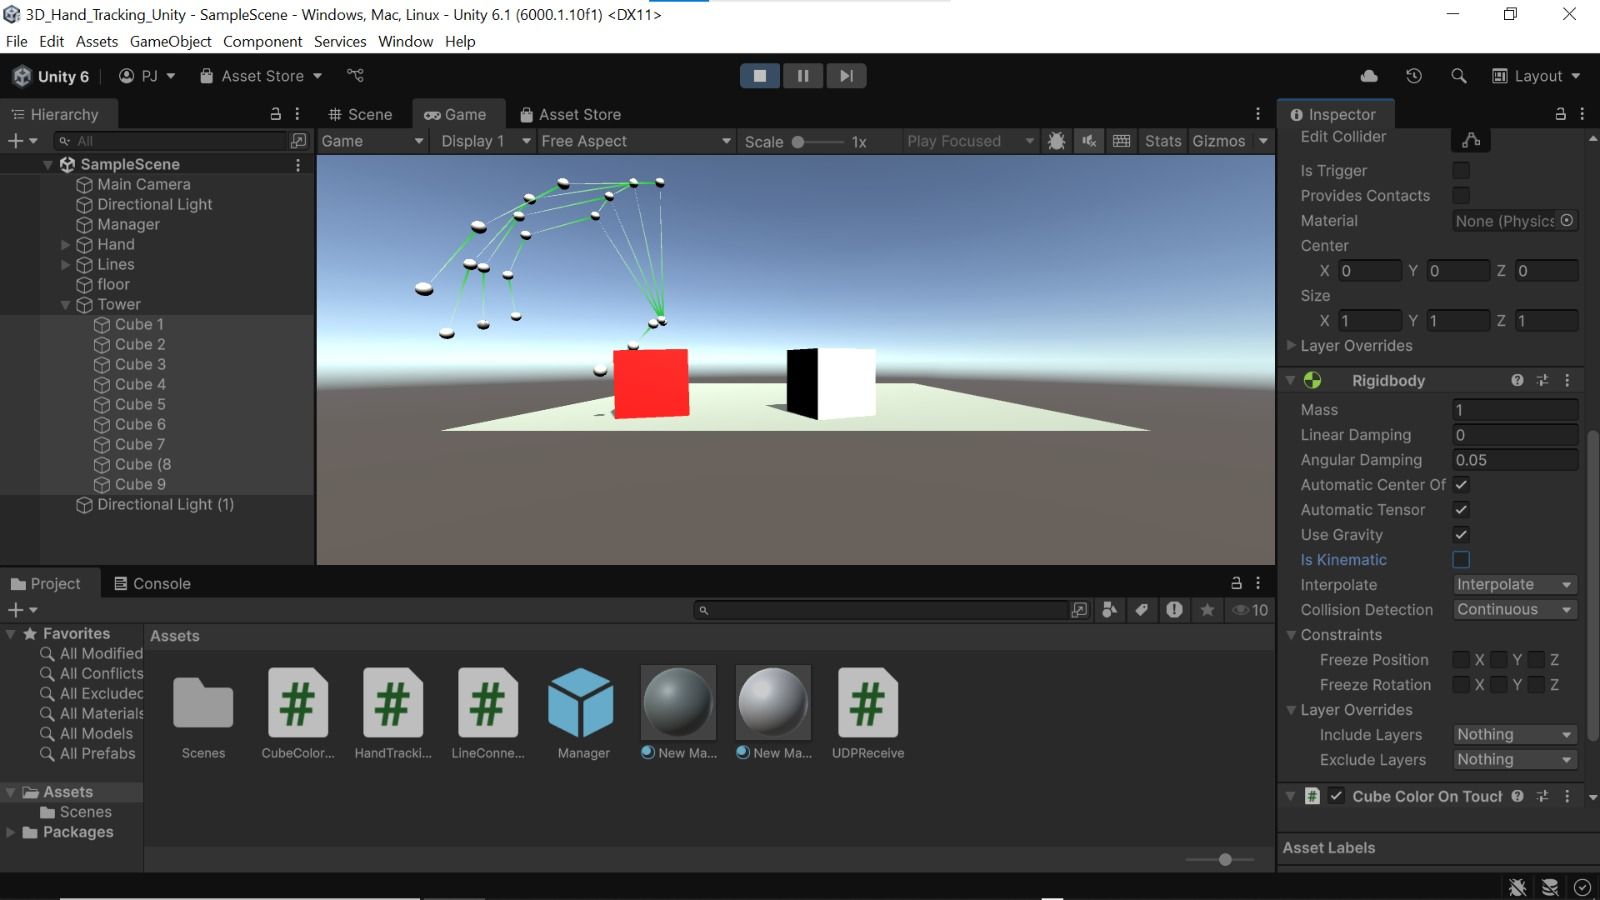 3D_Hand_Tracking_Unity - SampleScene - Windows, Mac, Linux - Unity 6.1 (6000.1.10f1) <DX11>
File Edit Assets GameObject Component Services Window Help
Unity 6 PJ Asset Store Layout
Hierarchy
All
SampleScene
Main Camera
Directional Light
Manager
Hand
Lines
floor
Tower
Cube 1
Cube 2
Cube 3
Cube 4
Cube 5
Cube 6
Cube 7
Cube (8
Cube 9
Directional Light (1)
Scene Game Asset Store
Game Display 1 Free Aspect Scale 1x Play Focused Stats Gizmos
Inspector
Edit Collider
Is Trigger
Provides Contacts
Material None (Physics
Center
X 0 Y 0 Z 0
Size
X 1 Y 1 Z 1
Layer Overrides
Rigidbody
Mass 1
Linear Damping 0
Angular Damping 0.05
Automatic Center Of
Automatic Tensor
Use Gravity
Is Kinematic
Interpolate Interpolate
Collision Detection Continuous
Constraints
Freeze Position X Y Z
Freeze Rotation X Y Z
Layer Overrides
Include Layers Nothing
Exclude Layers Nothing
# Cube Color On Touch
Asset Labels
Project Console
10
Favorites
All Modified
All Conflicts
All Excluded
All Materials
All Models
All Prefabs
Assets
Scenes
Packages
Assets
# # # #
Scenes CubeColor... HandTracki... LineConne... Manager New Ma... New Ma... UDPReceive